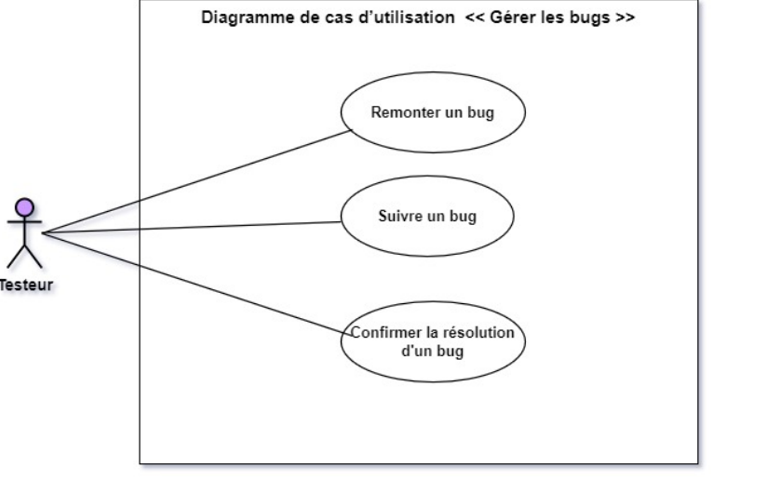 Diagramme de cas d’utilisation << Gérer les bugs >>
Remonter un bug
Suivre un bug
Testeur
Confirmer la résolution
d'un bug